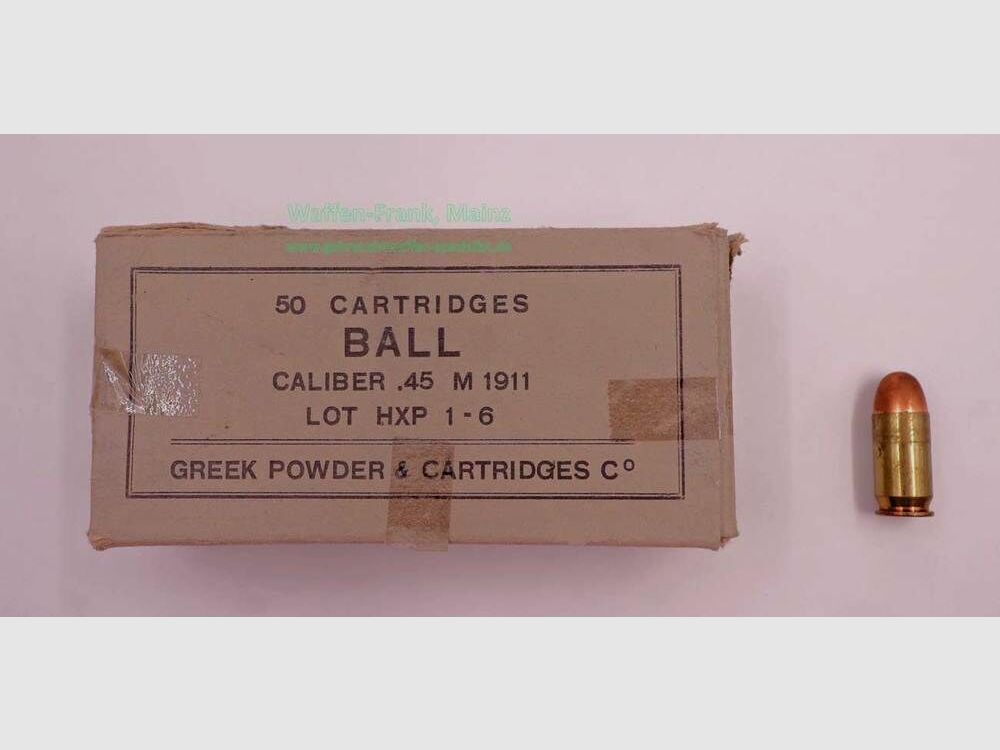 Waffen-Frank, Mainz
50 CARTRIDGES
BALL
CALIBER .45 M 1911
LOT HXP 1-6
GREEK POWDER & CARTRIDGES Cº